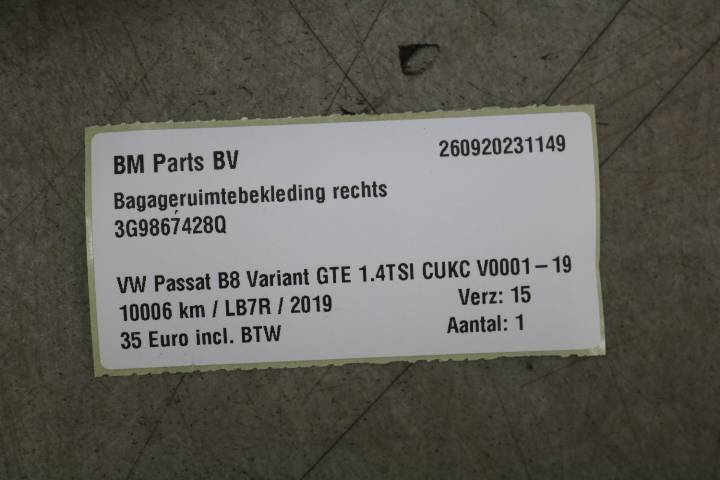 BM Parts BV 260920231149
Bagageruimtebekleding rechts
3G9867428Q
VW Passat B8 Variant GTE 1.4TSI CUKC V0001-19
10006 km / LB7R / 2019 Verz: 15
35 Euro incl. BTW Aantal: 1